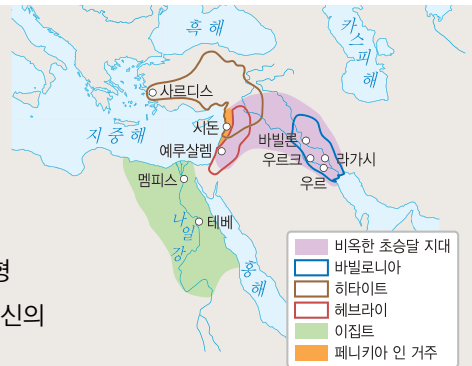 흑해
카스피해
사르디스
지중해
시돈
예루살렘
바빌론
우르크
라가시
우르
멤피스
나일강
테베
홍해
형
신의
비옥한 초승달 지대
바빌로니아
히타이트
헤브라이
이집트
페니키아 인 거주